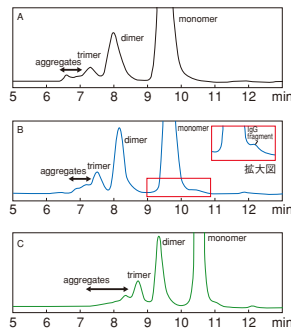 A
monomer
dimer
trimer
aggregates
5 6 7 8 9 10 11 12 min
B
monomer
IgG
fragment
dimer
trimer
aggregates
拡大図
5 6 7 8 9 10 11 12 min
C
dimer
monomer
trimer
aggregates
5 6 7 8 9 10 11 12 min